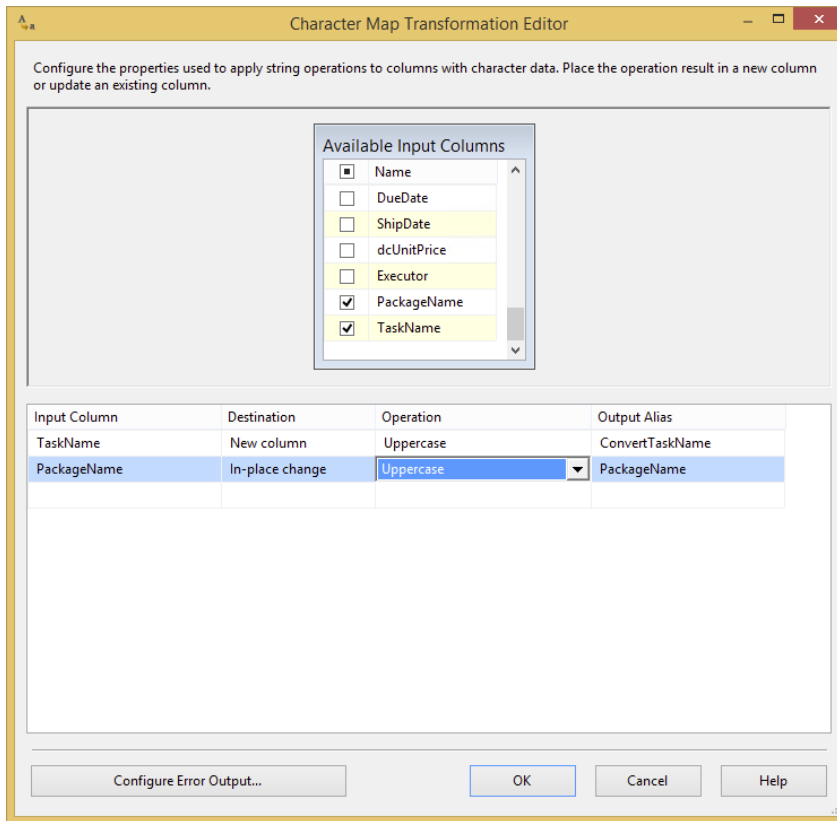 Character Map Transformation Editor
Configure the properties used to apply string operations to columns with character data. Place the operation result in a new column
or update an existing column.
Available Input Columns
Name
DueDate
ShipDate
dcUnitPrice
Executor
PackageName
TaskName
Input Column Destination Operation Output Alias
TaskName New column Uppercase ConvertTaskName
PackageName In-place change Uppercase PackageName
Configure Error Output... OK Cancel Help